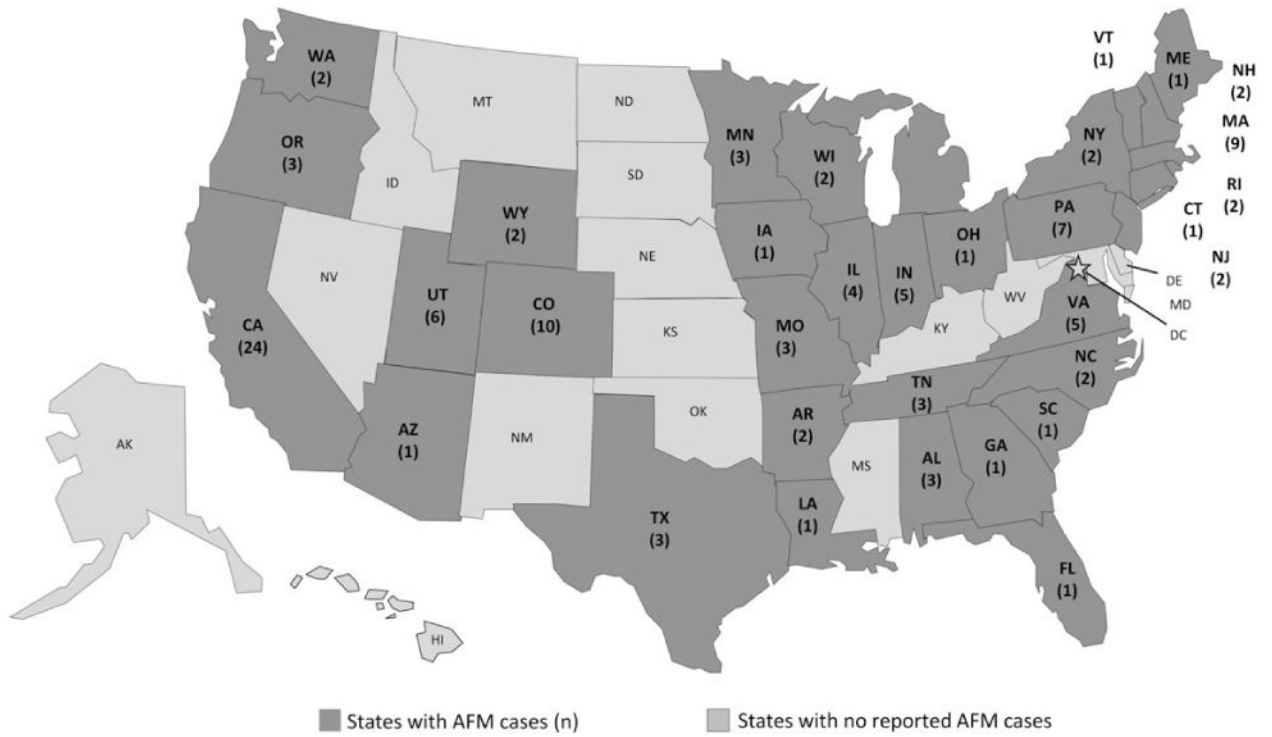 VT
(1)
ME
(1)
NH
(2)
WA
(2)
MT
ND
MN
(3)
MA
(9)
OR
(3)
NY
(2)
WI
(2)
ID
SD
RI
(2)
WY
(2)
PA
(7)
CT
(1)
IA
(1)
OH
(1)
NE
NJ
(2)
NV
IL
(4)
IN
(5)
DE
UT
(6)
CO
(10)
WV
MD
VA
(5)
CA
(24)
KS
MO
(3)
KY
DC
NC
(2)
TN
(3)
AZ
(1)
NM
OK
AR
(2)
SC
(1)
AK
MS
AL
(3)
GA
(1)
TX
(3)
LA
(1)
FL
(1)
HI
States with AFM cases (n)
States with no reported AFM cases